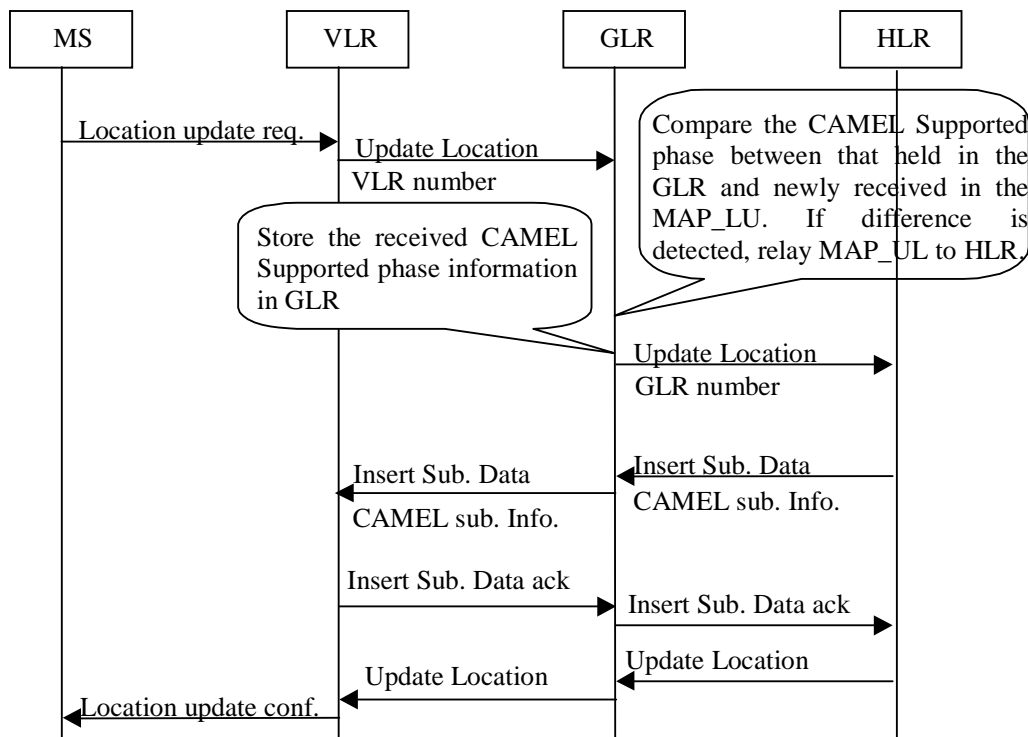 MS
VLR
GLR
HLR
Location update req.
Update Location
VLR number
Compare the CAMEL Supported
phase between that held in the
GLR and newly received in the
MAP_LU. If difference is
detected, relay MAP_UL to HLR.
Store the received CAMEL
Supported phase information
in GLR
Update Location
GLR number
Insert Sub. Data
CAMEL sub. Info.
Insert Sub. Data
CAMEL sub. Info.
Insert Sub. Data ack
Insert Sub. Data ack
Update Location
Update Location
Location update conf.